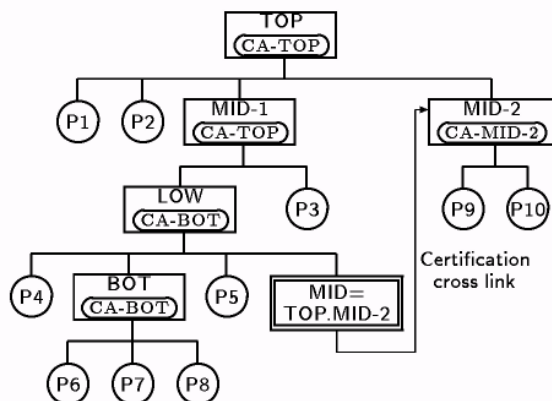 TOP
CA-TOP
P1
P2
MID-1
CA-TOP
MID-2
CA-MID-2
LOW
CA-BOT
P3
P9
P10
Certification
cross link
P4
BOT
CA-BOT
P5
MID=
TOP.MID-2
P6
P7
P8